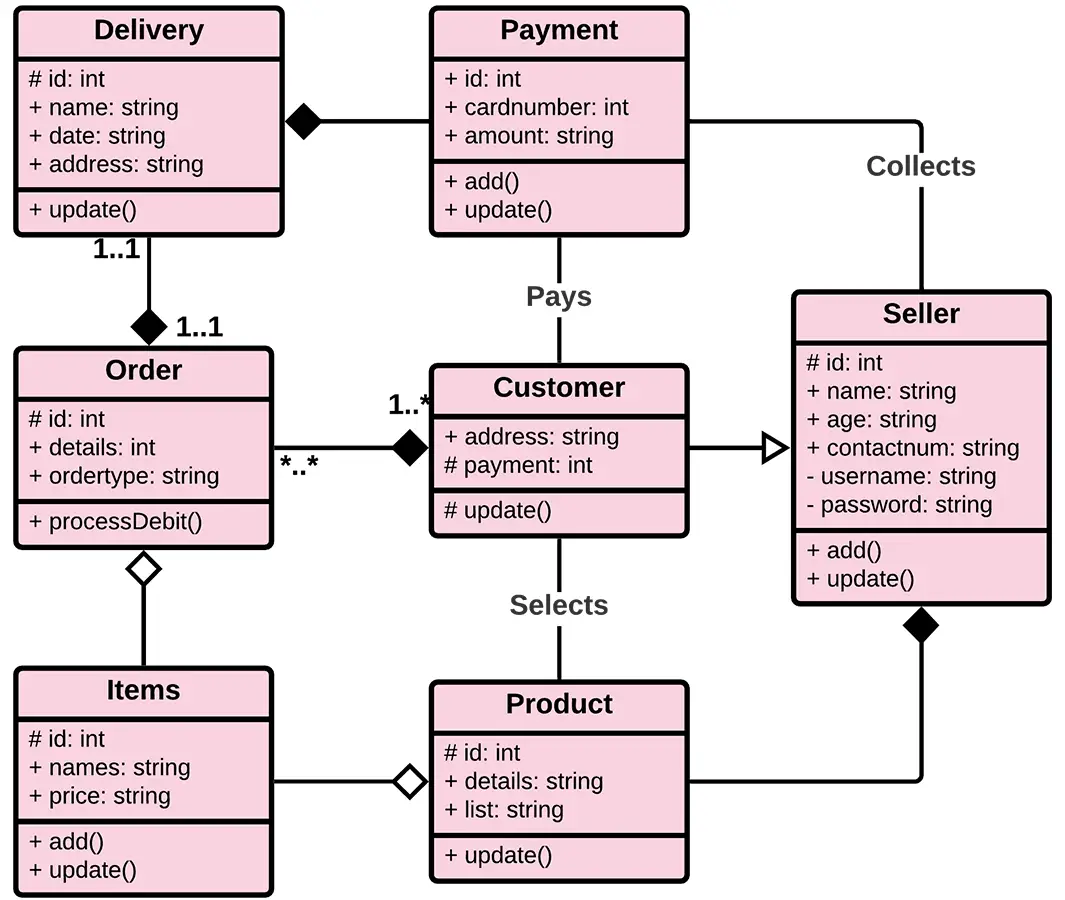 Delivery
# id: int
+ name: string
+ date: string
+ address: string
+ update()
Payment
+ id: int
+ cardnumber: int
+ amount: string
+ add()
+ update()
Collects
1..1
1..1
Pays
Seller
# id: int
+ name: string
+ age: string
+ contactnum: string
- username: string
- password: string
+ add()
+ update()
Order
# id: int
+ details: int
+ ordertype: string
+ processDebit()
1..*
*..*
Customer
+ address: string
# payment: int
# update()
Selects
Items
# id: int
+ names: string
+ price: string
+ add()
+ update()
Product
# id: int
+ details: string
+ list: string
+ update()